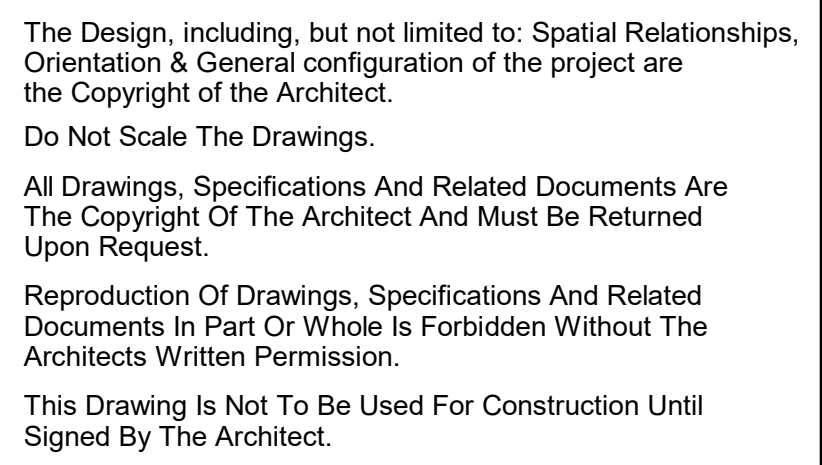 The Design, including, but not limited to: Spatial Relationships,
Orientation & General configuration of the project are
the Copyright of the Architect.
Do Not Scale The Drawings.
All Drawings, Specifications And Related Documents Are
The Copyright Of The Architect And Must Be Returned
Upon Request.
Reproduction Of Drawings, Specifications And Related
Documents In Part Or Whole Is Forbidden Without The
Architects Written Permission.
This Drawing Is Not To Be Used For Construction Until
Signed By The Architect.